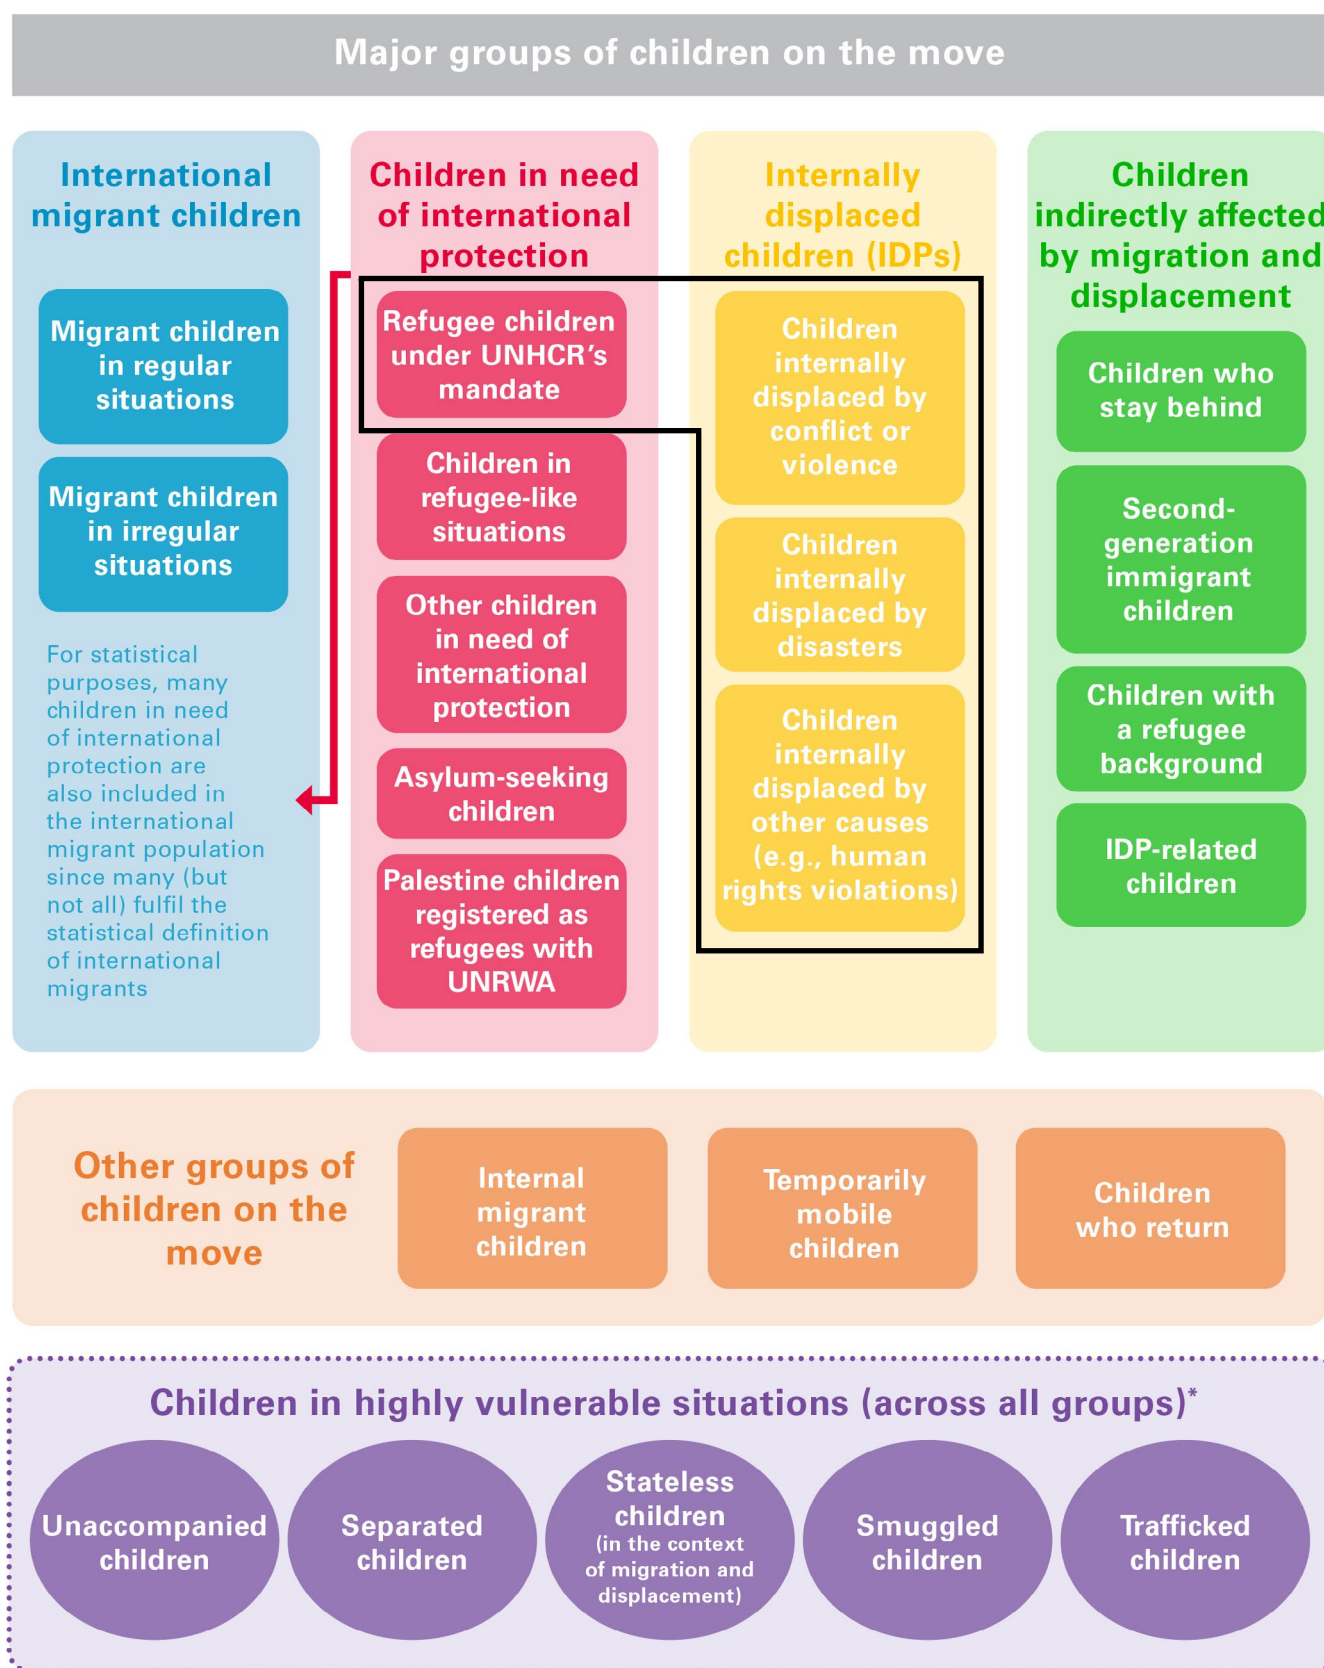 Major groups of children on the move
International
migrant children
Migrant children
in regular
situations
Migrant children
in irregular
situations
For statistical
purposes, many
children in need
of international
protection are
also included in
the international
migrant population
since many (but
not all) fulfil the
statistical definition
of international
migrants
Children in need
of international
protection
Refugee children
under UNHCR’s
mandate
Children in
refugee-like
situations
Other children
in need of
international
protection
Asylum-seeking
children
Palestine children
registered as
refugees with
UNRWA
Internally
displaced
children (IDPs)
Children
internally
displaced by
conflict or
violence
Children
internally
displaced by
disasters
Children
internally
displaced by
other causes
(e.g., human
rights violations)
Children
indirectly affected
by migration and
displacement
Children who
stay behind
Second-
generation
immigrant
children
Children with
a refugee
background
IDP-related
children
Other groups of
children on the
move
Internal
migrant
children
Temporarily
mobile
children
Children
who return
Children in highly vulnerable situations (across all groups)*
Unaccompanied
children
Separated
children
Stateless
children
(in the context
of migration and
displacement)
Smuggled
children
Trafficked
children